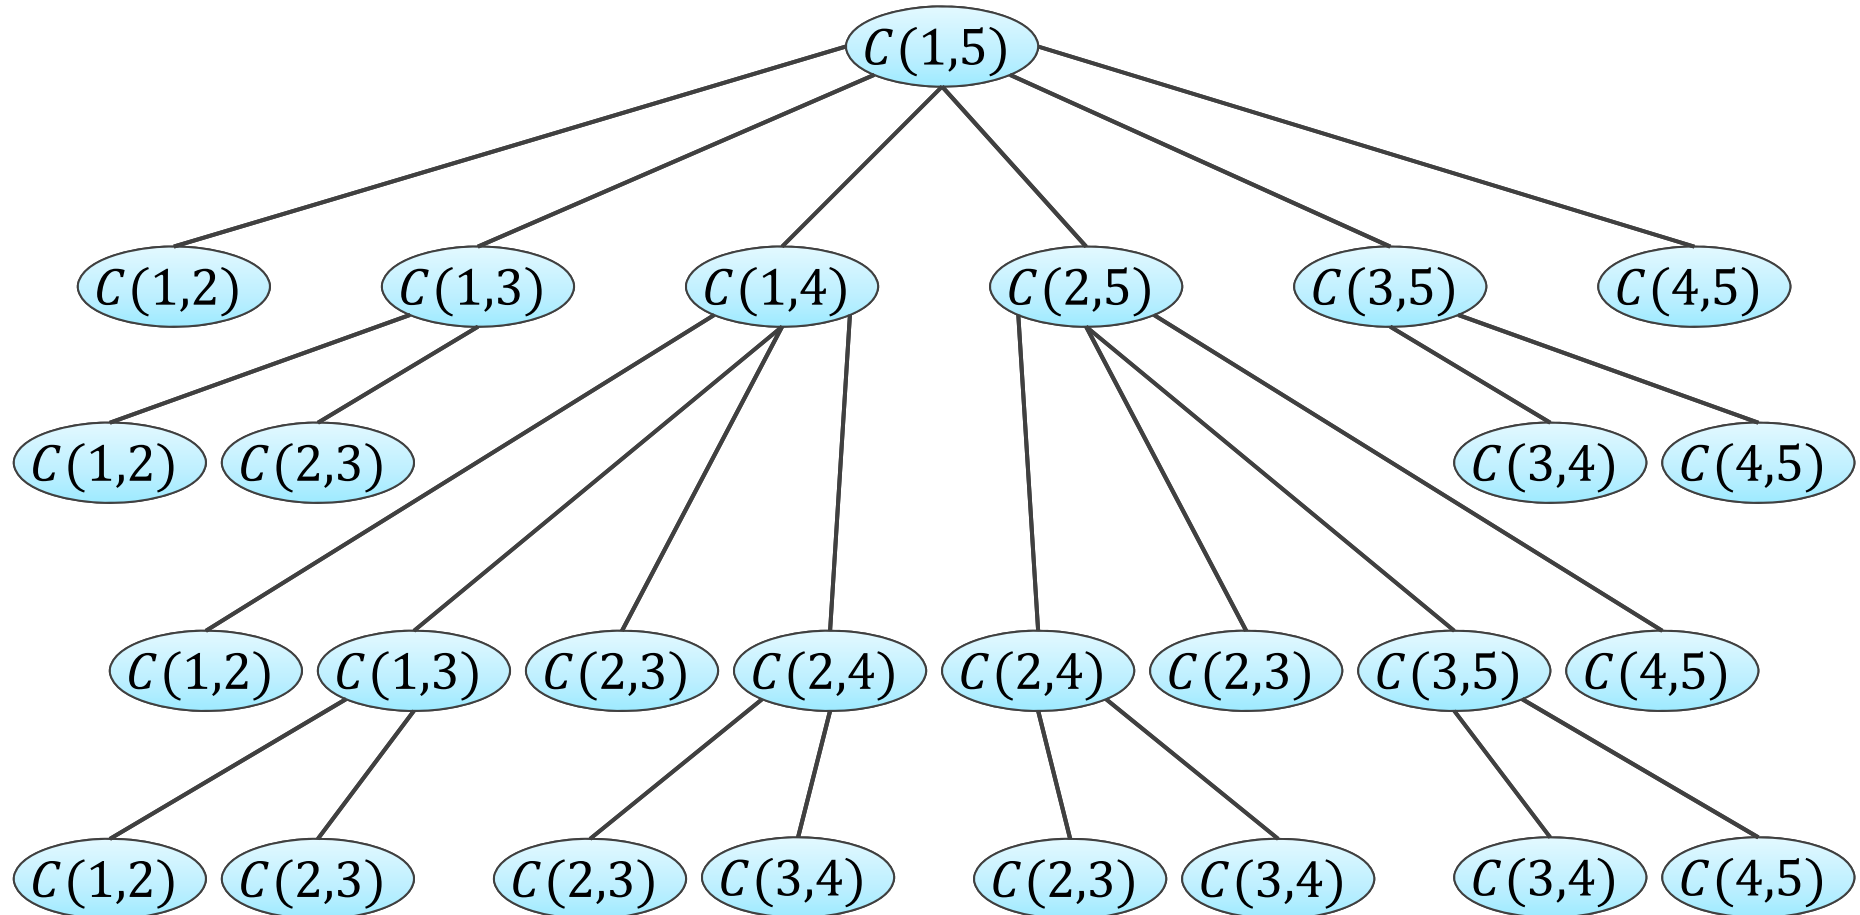 C(1,5)
C(1,2) C(1,3) C(1,4) C(2,5) C(3,5) C(4,5)
C(1,2) C(2,3) C(3,4) C(4,5)
C(1,2) C(1,3) C(2,3) C(2,4) C(2,4) C(2,3) C(3,5) C(4,5)
C(1,2) C(2,3) C(2,3) C(3,4) C(2,3) C(3,4) C(3,4) C(4,5)